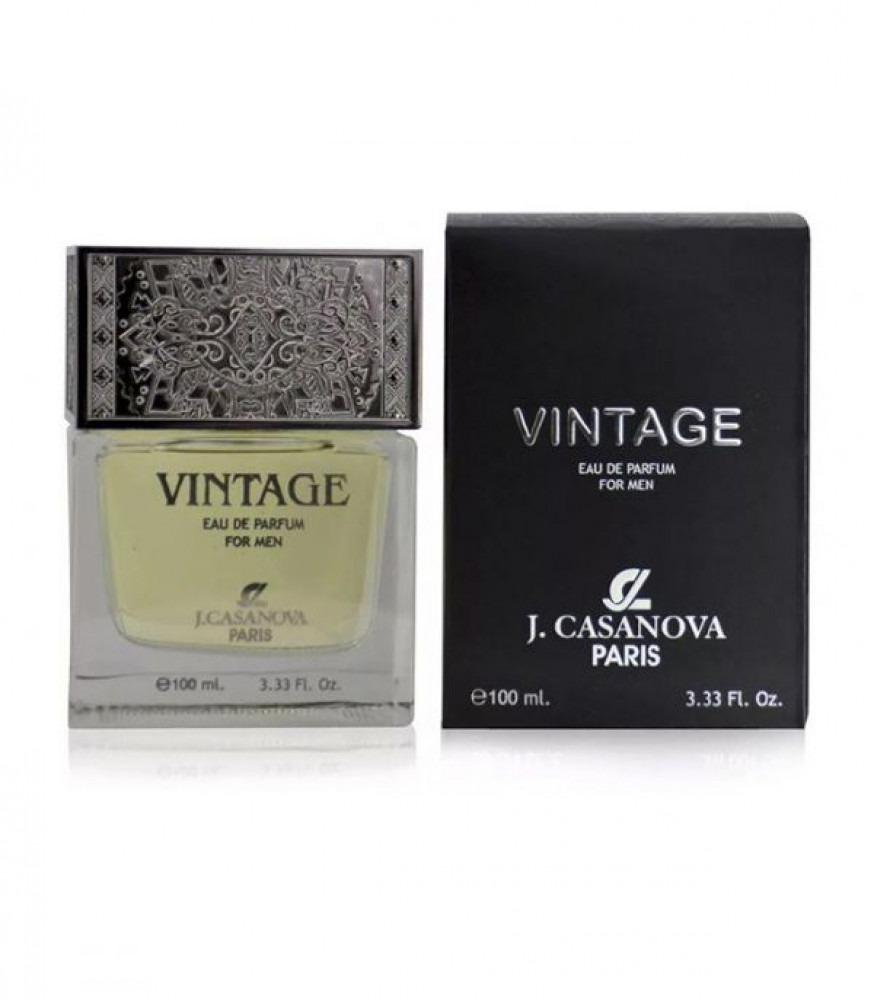 VINTAGE
EAU DE PARFUM
FOR MEN
J.CASANOVA
PARIS
℮100 ml. 3.33 Fl. Oz.
VINTAGE
EAU DE PARFUM
FOR MEN
J. CASANOVA
PARIS
℮100 ml. 3.33 Fl. Oz.